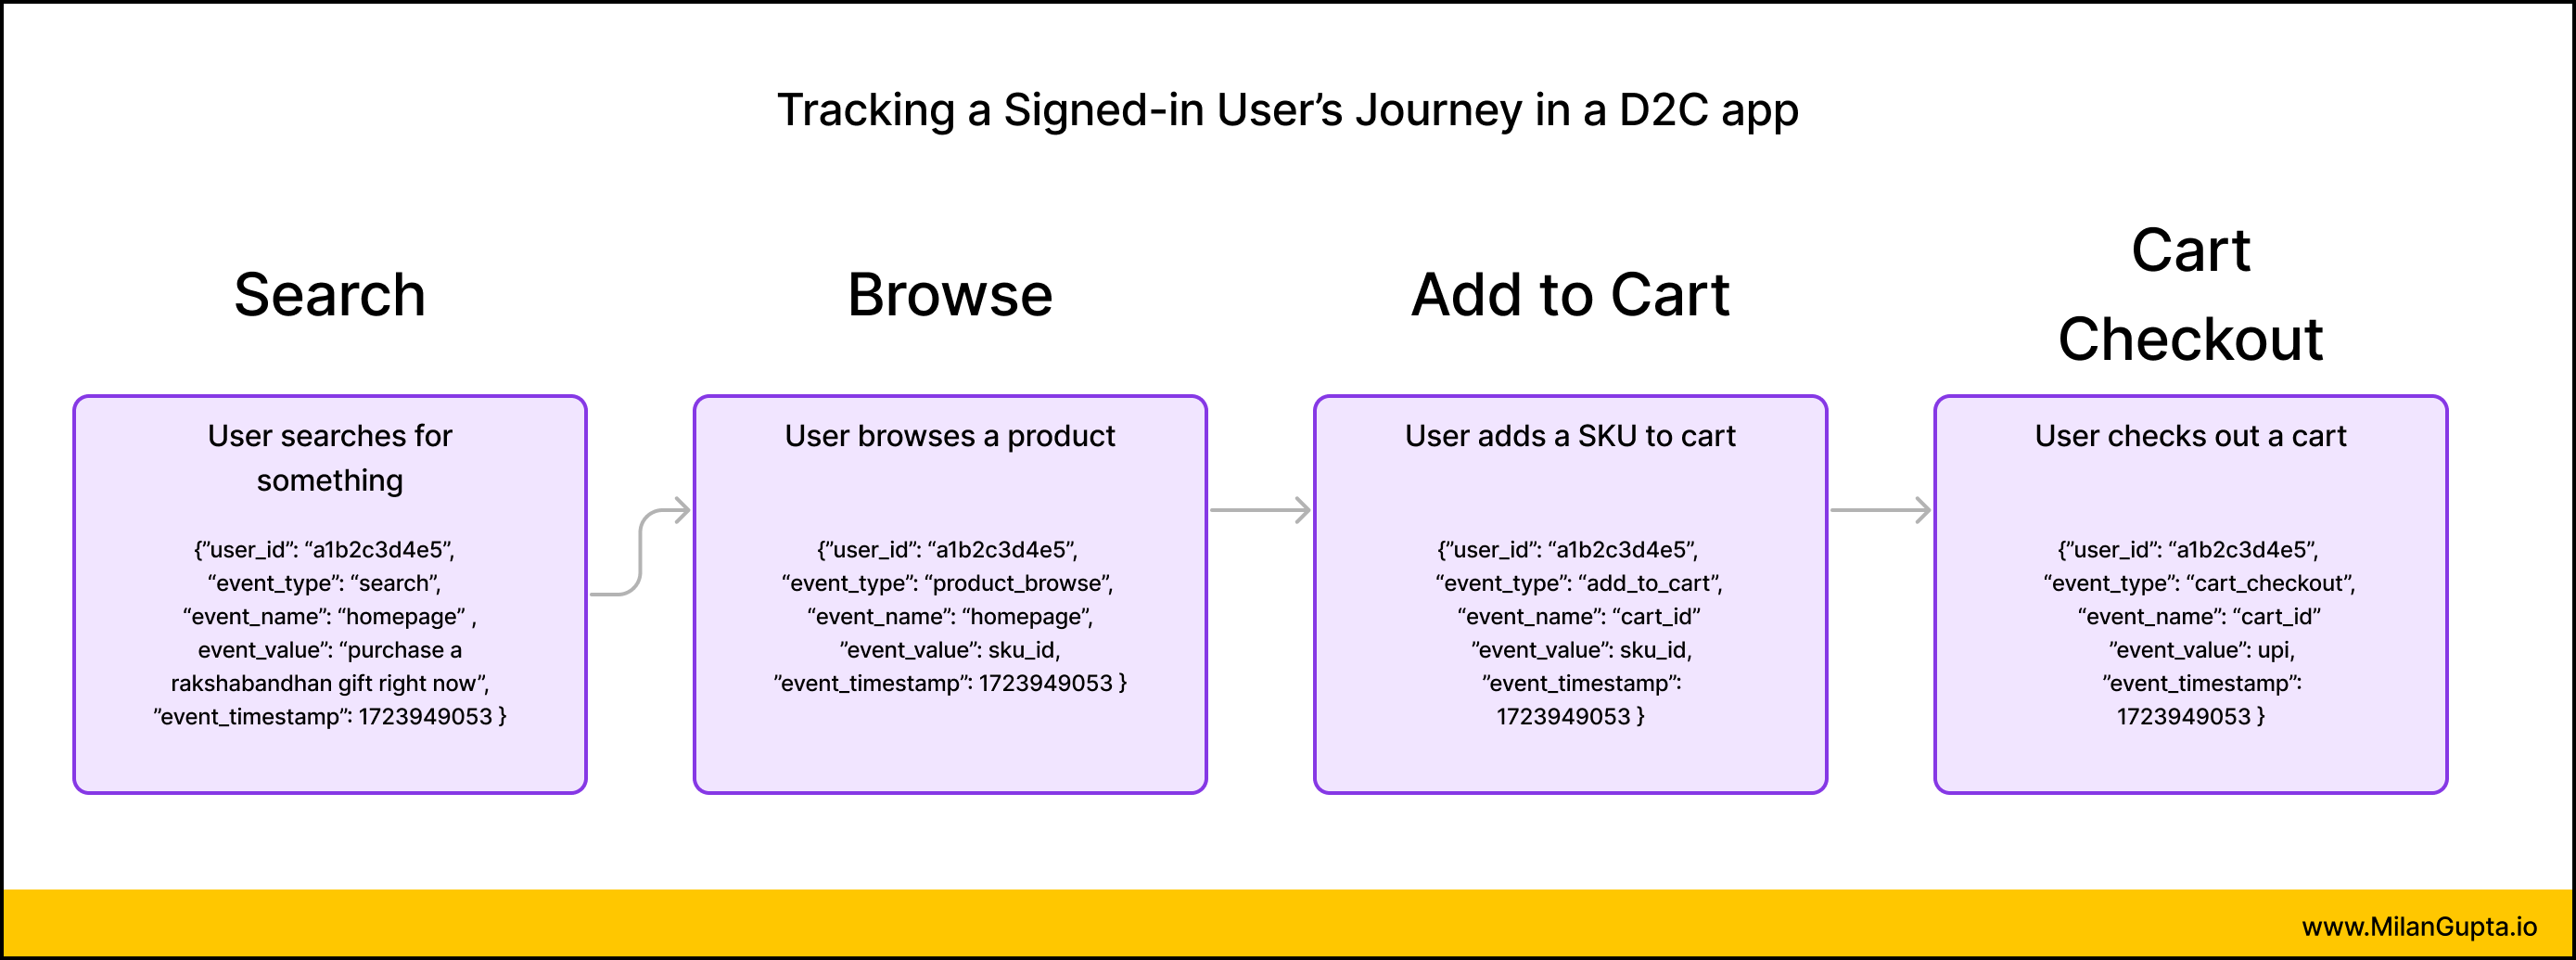 Tracking a Signed-in User’s Journey in a D2C app
Search
User searches for
something
{”user_id”: “a1b2c3d4e5”,
“event_type”: “search”,
“event_name”: “homepage” ,
event_value”: “purchase a
rakshabandhan gift right now”,
”event_timestamp”: 1723949053 }
Browse
User browses a product
{”user_id”: “a1b2c3d4e5”,
“event_type”: “product_browse”,
“event_name”: “homepage”,
”event_value”: sku_id,
”event_timestamp”: 1723949053 }
Add to Cart
User adds a SKU to cart
{”user_id”: “a1b2c3d4e5”,
“event_type”: “add_to_cart”,
“event_name”: “cart_id”
”event_value”: sku_id,
”event_timestamp”:
1723949053 }
Cart
Checkout
User checks out a cart
{”user_id”: “a1b2c3d4e5”,
“event_type”: “cart_checkout”,
“event_name”: “cart_id”
”event_value”: upi,
”event_timestamp”:
1723949053 }
www.MilanGupta.io